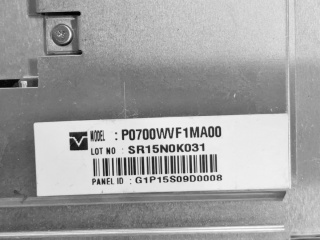 MODEL : P0700WVF1MA00
LOT NO : SR15N0K031
PANEL ID : G1P15S09D0008